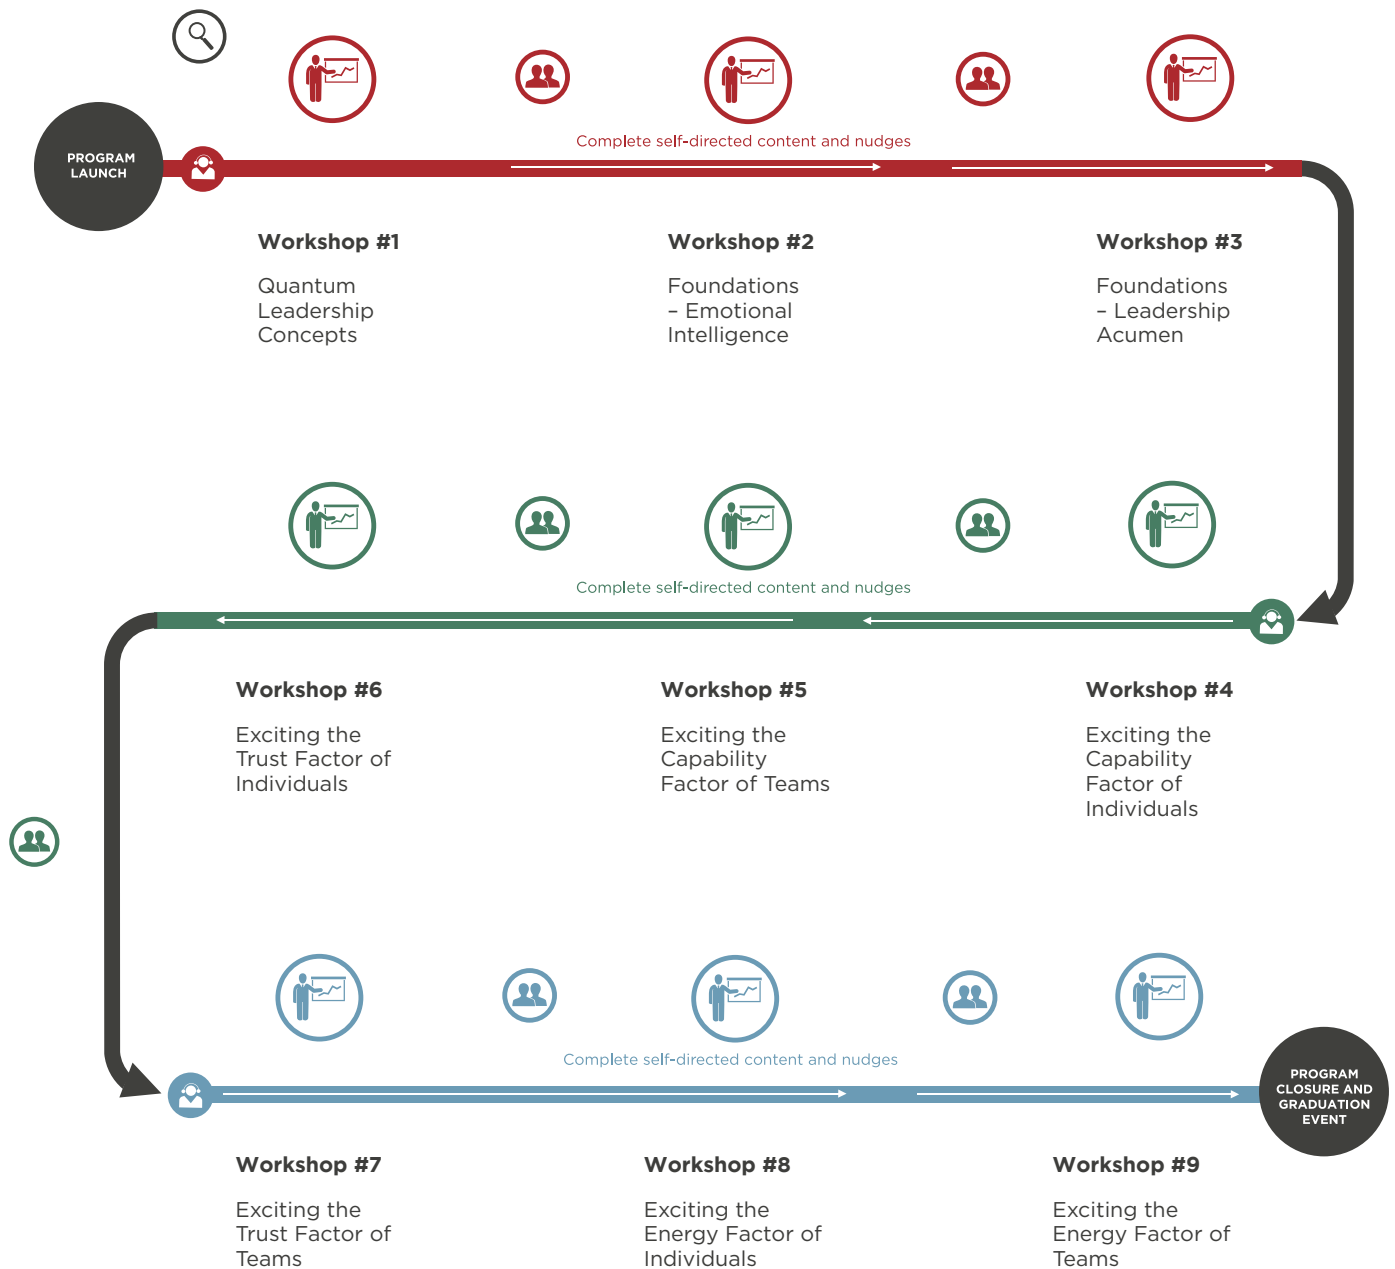 Complete self-directed content and nudges
PROGRAM
LAUNCH
Workshop #1
Quantum
Leadership
Concepts
Workshop #2
Foundations
– Emotional
Intelligence
Workshop #3
Foundations
– Leadership
Acumen
Complete self-directed content and nudges
Workshop #6
Exciting the
Trust Factor of
Individuals
Workshop #5
Exciting the
Capability
Factor of Teams
Workshop #4
Exciting the
Capability
Factor of
Individuals
Complete self-directed content and nudges
PROGRAM
CLOSURE AND
GRADUATION
EVENT
Workshop #7
Exciting the
Trust Factor of
Teams
Workshop #8
Exciting the
Energy Factor of
Individuals
Workshop #9
Exciting the
Energy Factor of
Teams